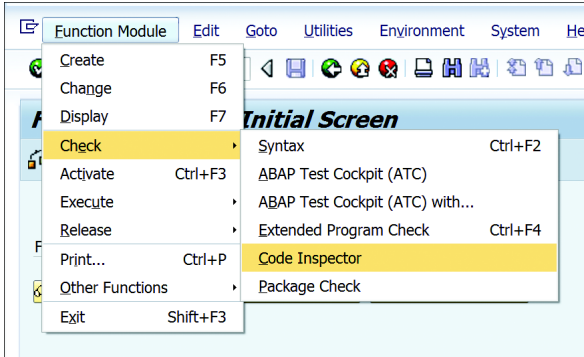 Function Module Edit Goto Utilities Environment System He
Create F5
Change F6
Display F7
Initial Screen
Check
Activate Ctrl+F3
Execute
Release
Print... Ctrl+P
Other Functions
Exit Shift+F3
Syntax Ctrl+F2
ABAP Test Cockpit (ATC)
ABAP Test Cockpit (ATC) with...
Extended Program Check Ctrl+F4
Code Inspector
Package Check